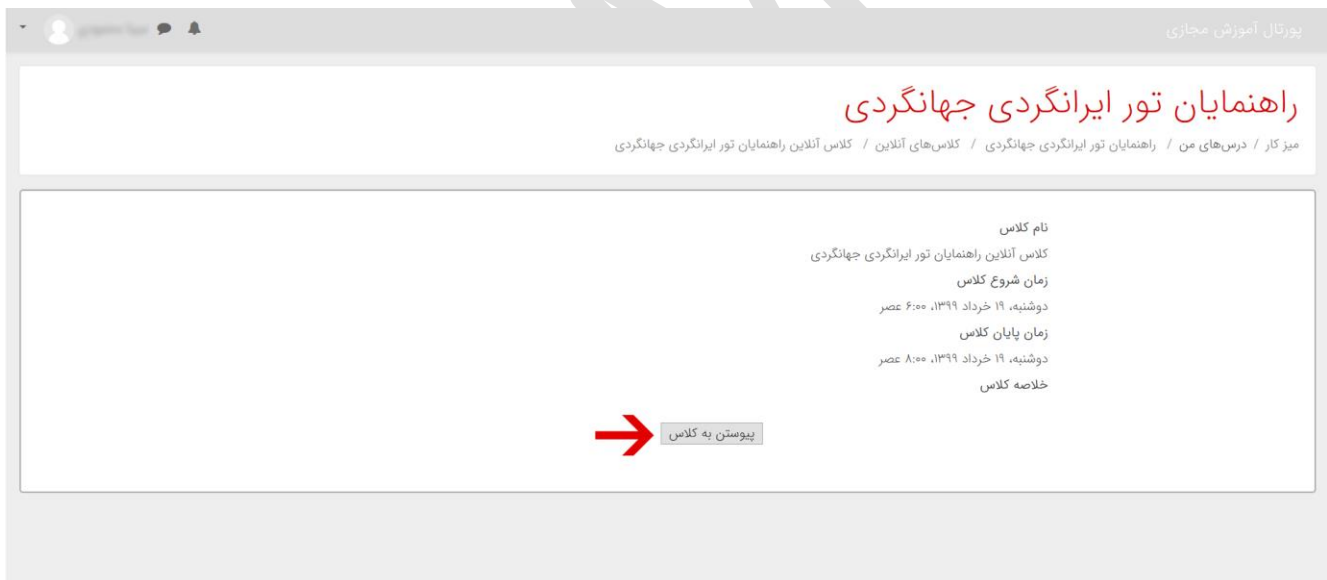 پورتال آموزش مجازی
راهنمایان تور ایرانگردی جهانگردی
میز کار / درس‌های من / راهنمایان تور ایرانگردی جهانگردی / کلاس‌های آنلاین / کلاس آنلاین راهنمایان تور ایرانگردی جهانگردی
نام کلاس
کلاس آنلاین راهنمایان تور ایرانگردی جهانگردی
زمان شروع کلاس
دوشنبه، ۱۹ خرداد ۱۳۹۹، ۶:۰۰ عصر
زمان پایان کلاس
دوشنبه، ۱۹ خرداد ۱۳۹۹، ۸:۰۰ عصر
خلاصه کلاس
پیوستن به کلاس